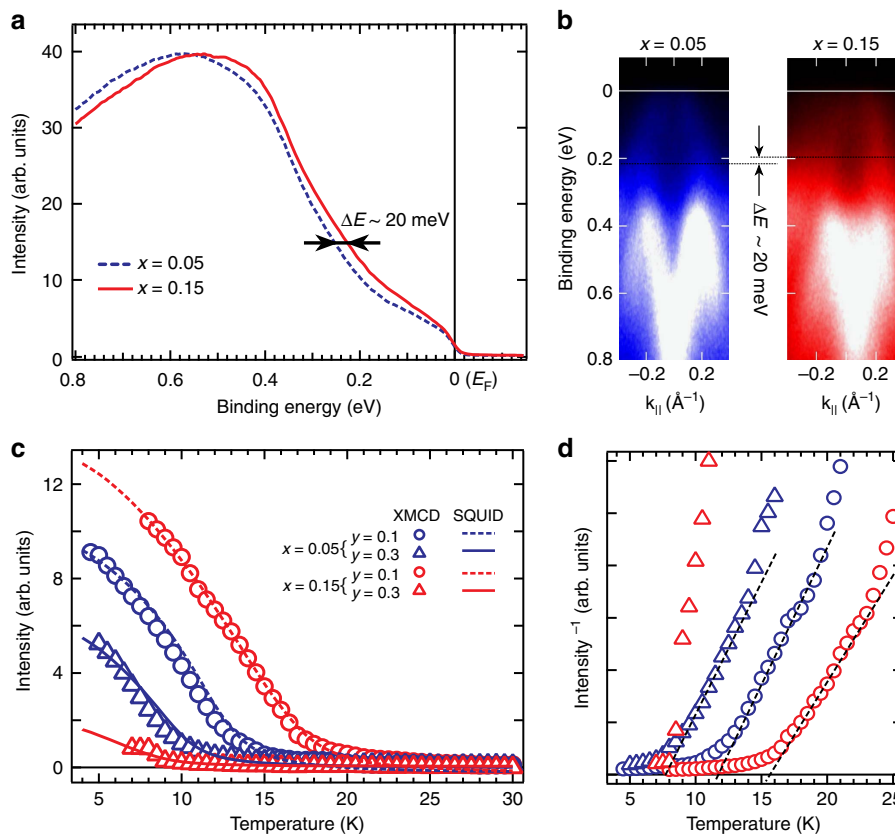 a
Intensity (arb. units)
40
30
20
10
0
ΔE ~ 20 meV
x = 0.05
x = 0.15
0.8
0.6
0.4
0.2
0 (E_F)
Binding energy (eV)
b
x = 0.05
x = 0.15
Binding energy (eV)
0
0.2
0.4
0.6
0.8
ΔE ~ 20 meV
−0.2
0.2
−0.2
0.2
k|| (Å⁻¹)
k|| (Å⁻¹)
c
Intensity (arb. units)
12
8
4
0
XMCD SQUID
x = 0.05{ y = 0.1
y = 0.3
x = 0.15{ y = 0.1
y = 0.3
5 10 15 20 25 30
Temperature (K)
d
Intensity⁻¹ (arb. units)
5 10 15 20 25
Temperature (K)